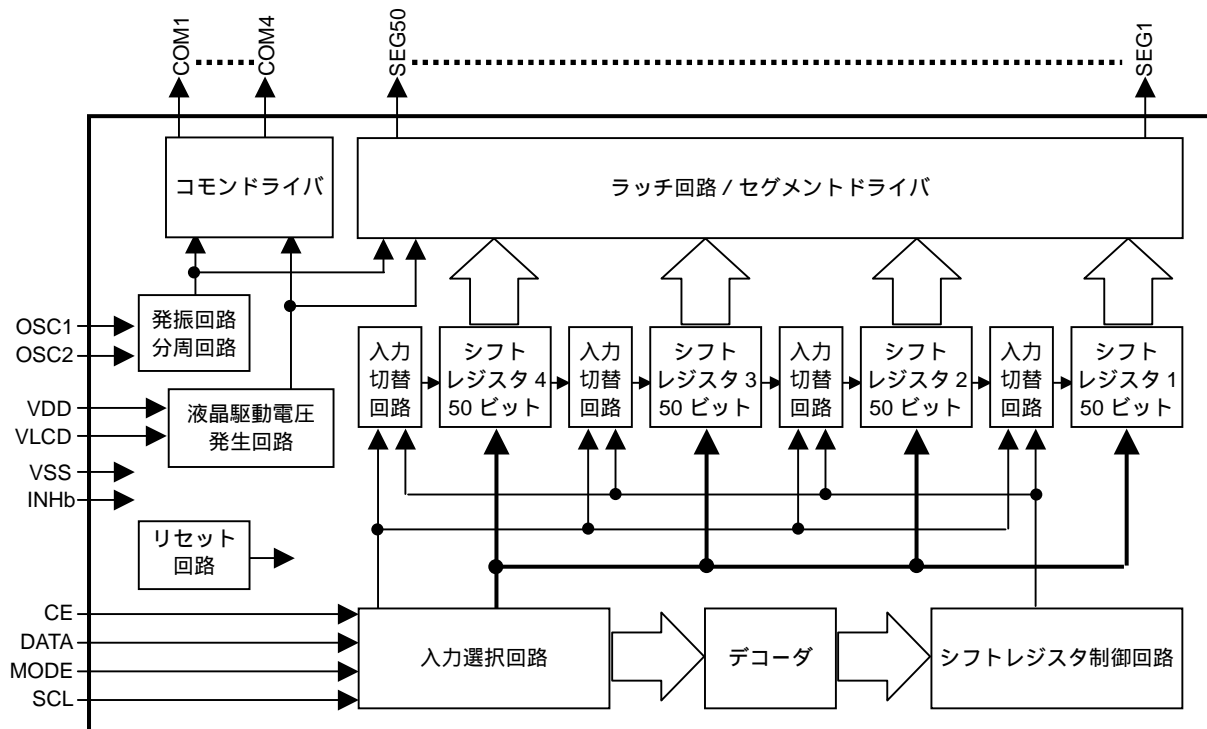 COM1
COM4
SEG50
SEG1
コモンドライバ
ラッチ回路 / セグメントドライバ
OSC1
OSC2
発振回路
分周回路
入力
切替
回路
シフト
レジスタ 4
50 ビット
入力
切替
回路
シフト
レジスタ 3
50 ビット
入力
切替
回路
シフト
レジスタ 2
50 ビット
入力
切替
回路
シフト
レジスタ 1
50 ビット
VDD
VLCD
液晶駆動電圧
発生回路
VSS
INHb
リセット
回路
CE
DATA
MODE
SCL
入力選択回路
デコーダ
シフトレジスタ制御回路